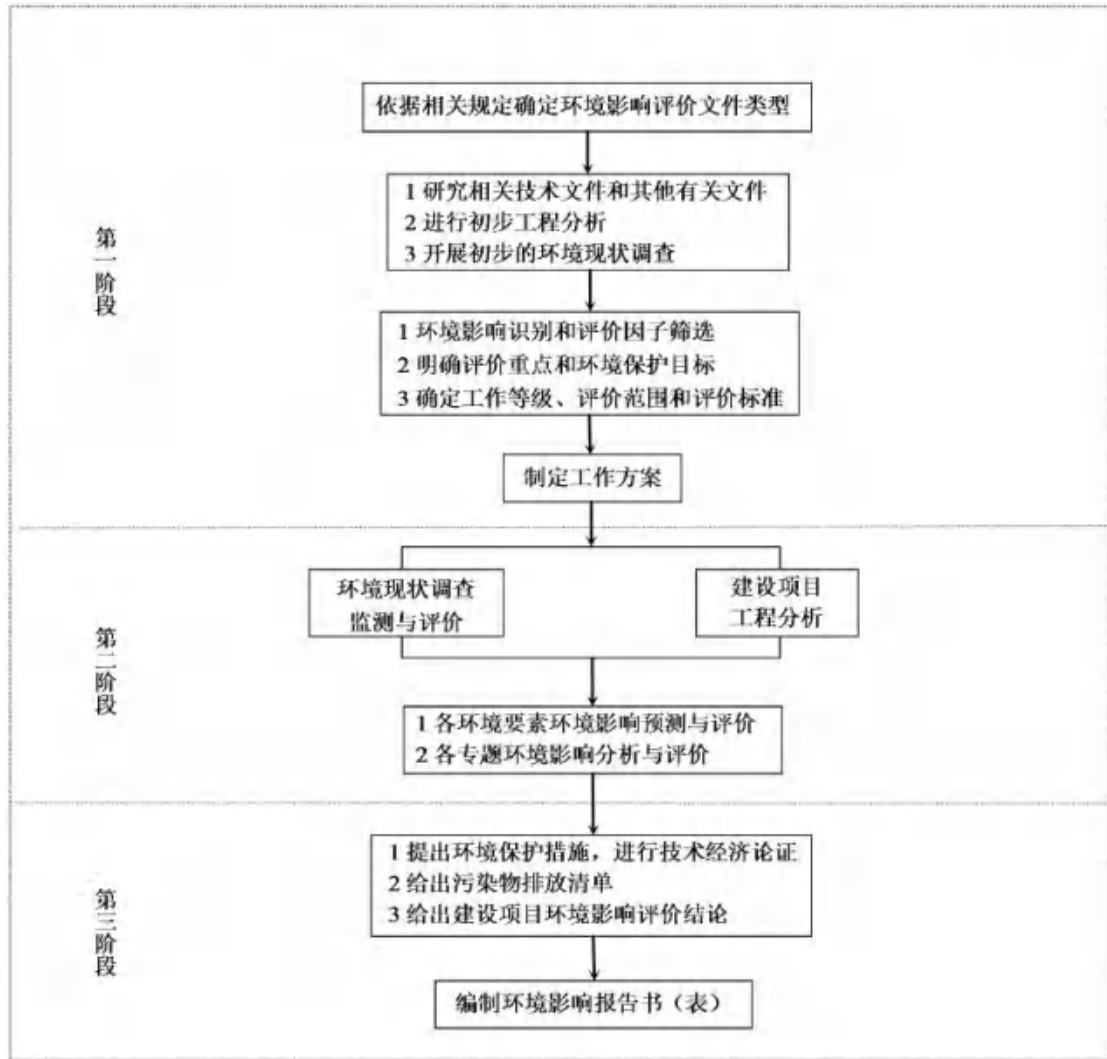 依据相关规定确定环境影响评价文件类型
1 研究相关技术文件和其他有关文件
2 进行初步工程分析
3 开展初步的环境现状调查
第一阶段
1 环境影响识别和评价因子筛选
2 明确评价重点和环境保护目标
3 确定工作等级、评价范围和评价标准
制定工作方案
环境现状调查
监测与评价
建设项目
工程分析
第二阶段
1 各环境要素环境影响预测与评价
2 各专题环境影响分析与评价
1 提出环境保护措施，进行技术经济论证
2 给出污染物排放清单
3 给出建设项目环境影响评价结论
第三阶段
编制环境影响报告书（表）